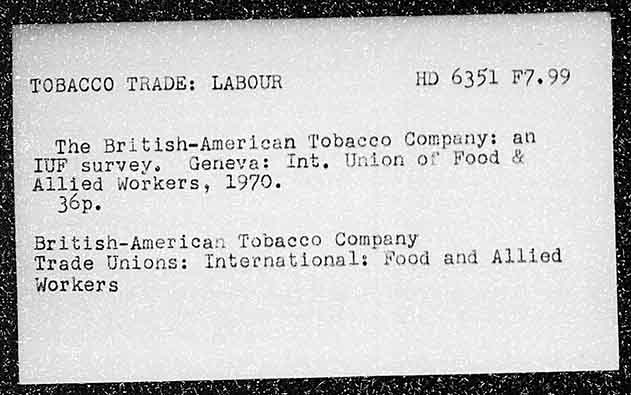 TOBACCO TRADE: LABOUR HD 6351 F7.99
The British-American Tobacco Company: an
IUF survey. Geneva: Int. Union of Food &
Allied Workers, 1970.
36p.
British-American Tobacco Company
Trade Unions: International: Food and Allied
Workers